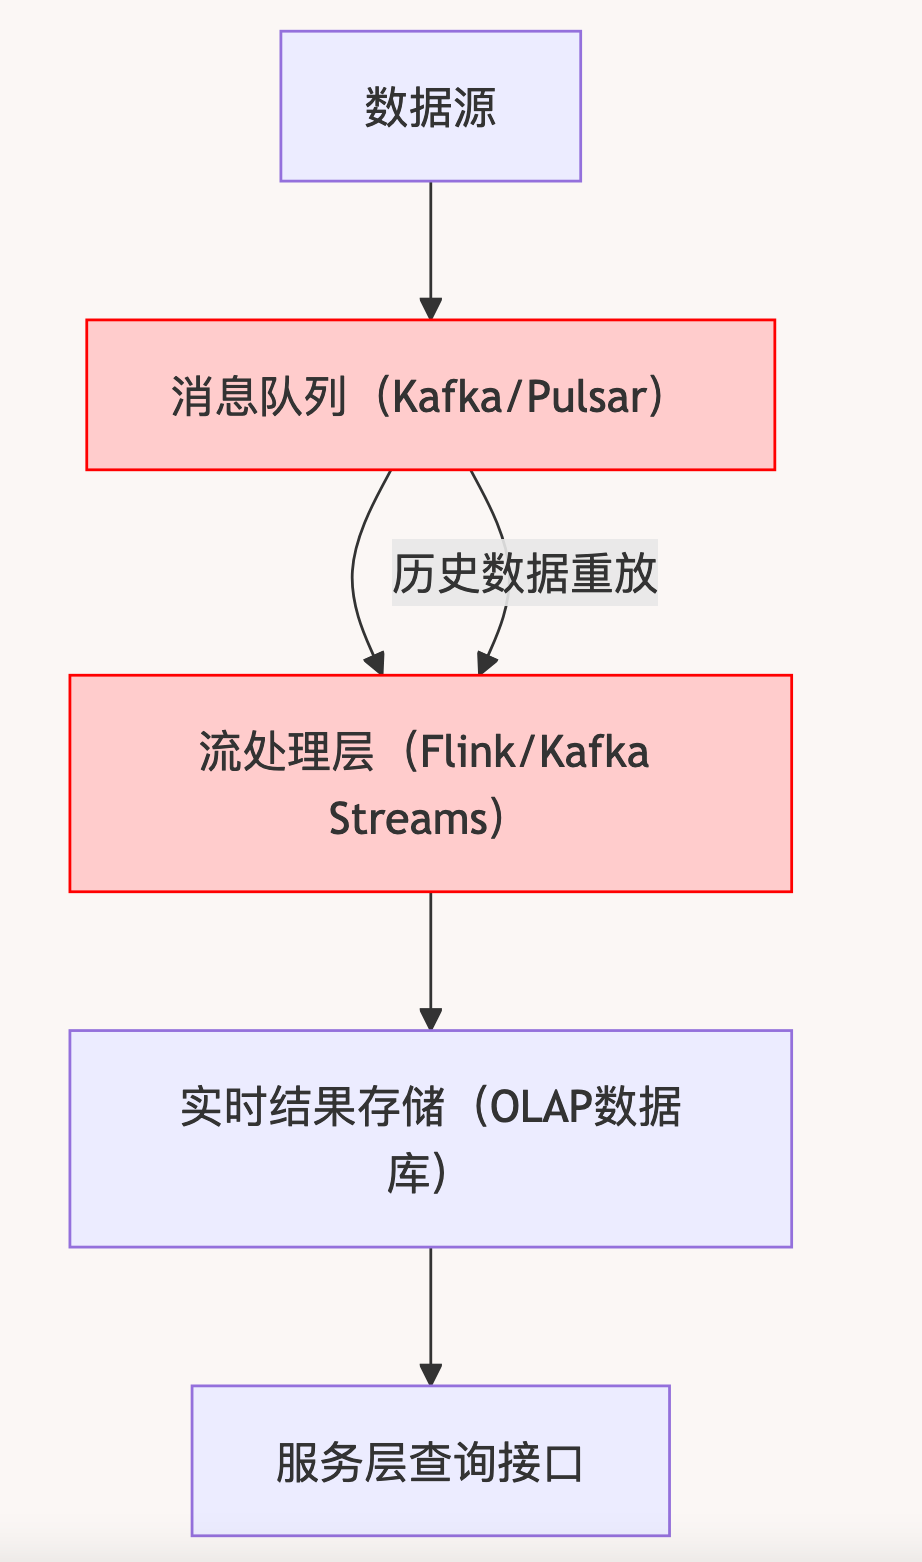 数据源
消息队列（Kafka/Pulsar）
历史数据重放
流处理层（Flink/Kafka
Streams）
实时结果存储（OLAP数据
库）
服务层查询接口